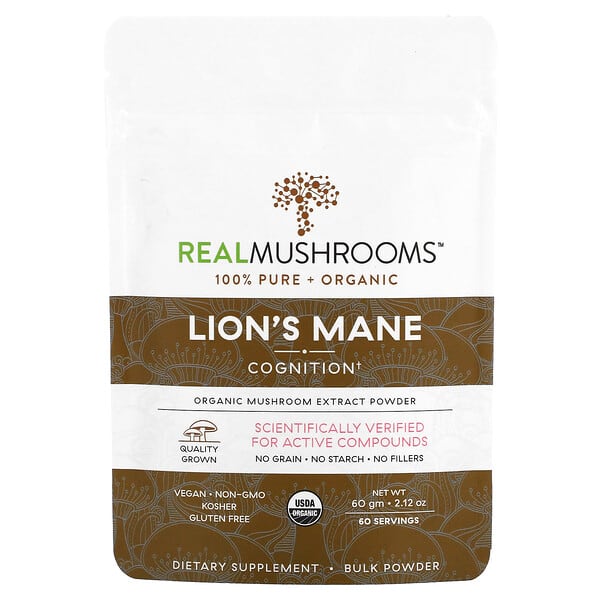 REALMUSHROOMS™
100% PURE + ORGANIC
LION'S MANE
COGNITION†
ORGANIC MUSHROOM EXTRACT POWDER
QUALITY
GROWN
SCIENTIFICALLY VERIFIED
FOR ACTIVE COMPOUNDS
NO GRAIN • NO STARCH • NO FILLERS
VEGAN • NON-GMO
KOSHER
GLUTEN FREE
USDA
ORGANIC
NET WT
60 gm • 2.12 oz
60 SERVINGS
DIETARY SUPPLEMENT • BULK POWDER